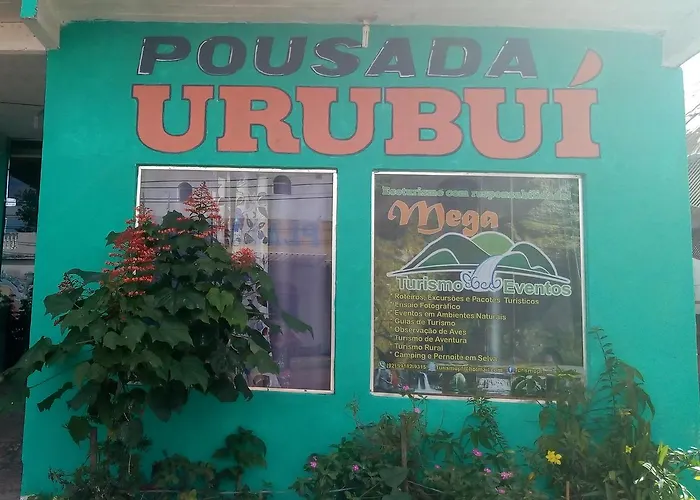 POUSADA
URUBUÍ
Ecoturismo com responsabilidade
Mega
Turismo Eventos
* Roteiros, Excursões e Pacotes Turísticos
* Ensaio Fotográfico
* Eventos em Ambientes Naturais
* Guias de Turismo
* Observação de Aves
* Turismo de Aventura
* Turismo Rural
* Camping e Pernoite em Selva